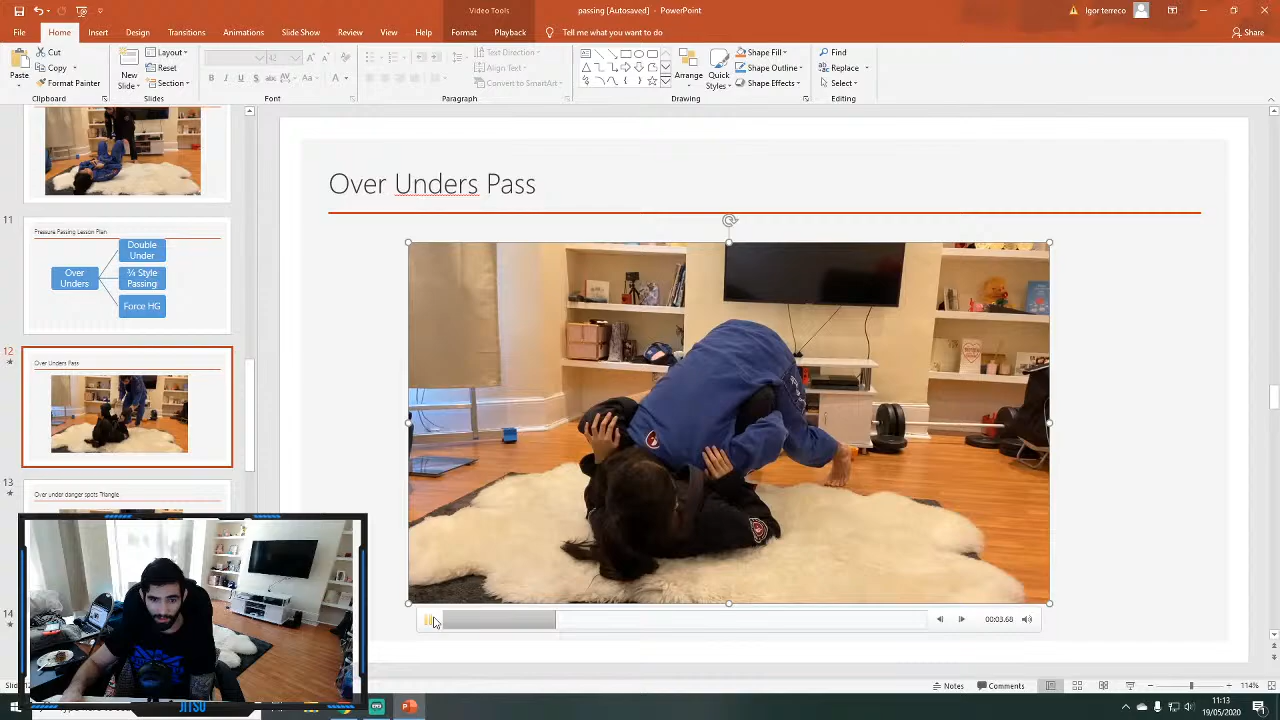 Video Tools
passing [Autosaved] - PowerPoint
Igor terreco
File Home Insert Design Transitions Animations Slide Show Review View Help Format Playback Tell me what you want to do
Share
Paste
Cut
Copy
Format Painter
Clipboard
New
Slide
Layout
Reset
Section
Slides
42
Font
Text Direction
Align Text
Convert to SmartArt
Paragraph
Arrange
Quick
Styles
Shape Fill
Shape Outline
Shape Effects
Drawing
Find
Replace
Select
Editing
11
Pressure Passing Lesson Plan
Over
Unders
Double
Under
¾ Style
Passing
Force HG
12
Over Unders Pass
13
Over under danger spots Triangle
14
Over Unders Pass
00:03.68
JITSU
Notes
Comments
114%
11:13
19/05/2020